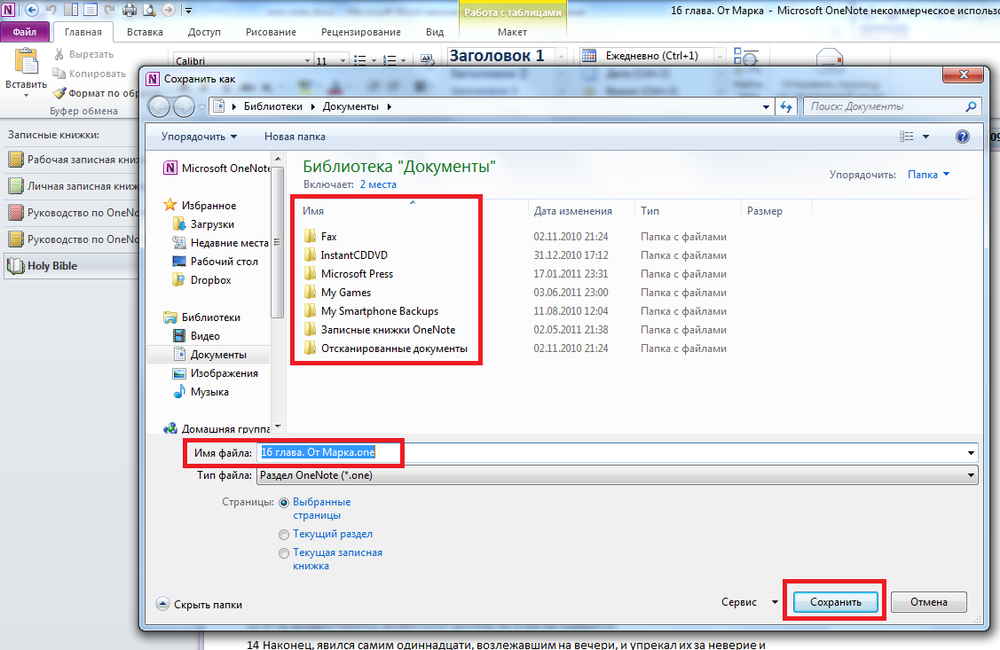 Работа с таблицами
16 глава. От Марка - Microsoft OneNote некоммерческое использо
Файл Главная Вставка Доступ Рисование Рецензирование Вид Макет
Вставить
Вырезать
Копировать
Формат по обр
Буфер обмена
Calibri 11
Заголовок 1
Ежедневно (Ctrl+1)
Записные книжки:
Рабочая записная книж
Личная записная книж
Руководство по OneNo
Руководство по OneNo
Holy Bible
Сохранить как
Библиотеки Документы
Поиск: Документы
Упорядочить Новая папка
Microsoft OneNote
Избранное
Загрузки
Недавние места
Рабочий стол
Dropbox
Библиотеки
Видео
Документы
Изображения
Музыка
Домашняя группа
Библиотека "Документы"
Включает: 2 места
Упорядочить: Папка
Имя Дата изменения Тип Размер
Fax 02.11.2010 21:24 Папка с файлами
InstantCDDVD 31.12.2010 17:12 Папка с файлами
Microsoft Press 17.01.2011 23:31 Папка с файлами
My Games 03.06.2011 23:00 Папка с файлами
My Smartphone Backups 11.08.2010 12:04 Папка с файлами
Записные книжки OneNote 02.05.2011 21:38 Папка с файлами
Отсканированные документы 02.11.2010 21:24 Папка с файлами
Имя файла: 16 глава. От Марка.one
Тип файла: Раздел OneNote (*.one)
Страницы: Выбранные
страницы
Текущий раздел
Текущая записная
книжка
Скрыть папки
Сервис Сохранить Отмена
14 Наконец, явился самим одиннадцати, возлежавшим на вечери, и упрекал их за неверие и